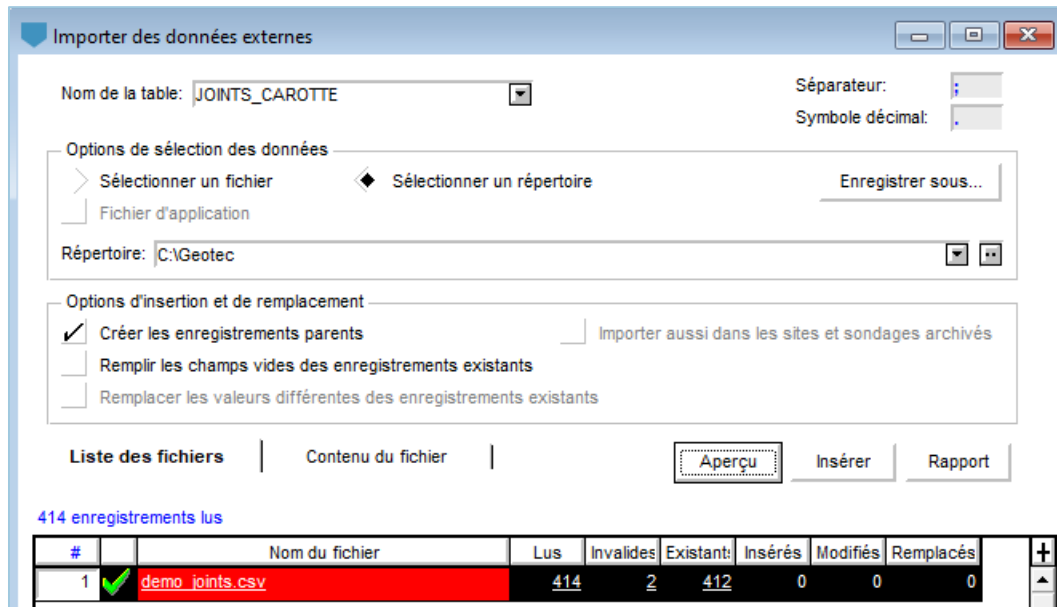 Importer des données externes
Nom de la table: JOINTS_CAROTTE
Séparateur: ;
Symbole décimal: .
Options de sélection des données
Sélectionner un fichier Sélectionner un répertoire Enregistrer sous...
Fichier d'application
Répertoire: C:\Geotec
Options d'insertion et de remplacement
Créer les enregistrements parents Importer aussi dans les sites et sondages archivés
Remplir les champs vides des enregistrements existants
Remplacer les valeurs différentes des enregistrements existants
Liste des fichiers Contenu du fichier Aperçu Insérer Rapport
414 enregistrements lus
# Nom du fichier Lus Invalides Existants Insérés Modifiés Remplacés
1 demo_joints.csv 414 2 412 0 0 0